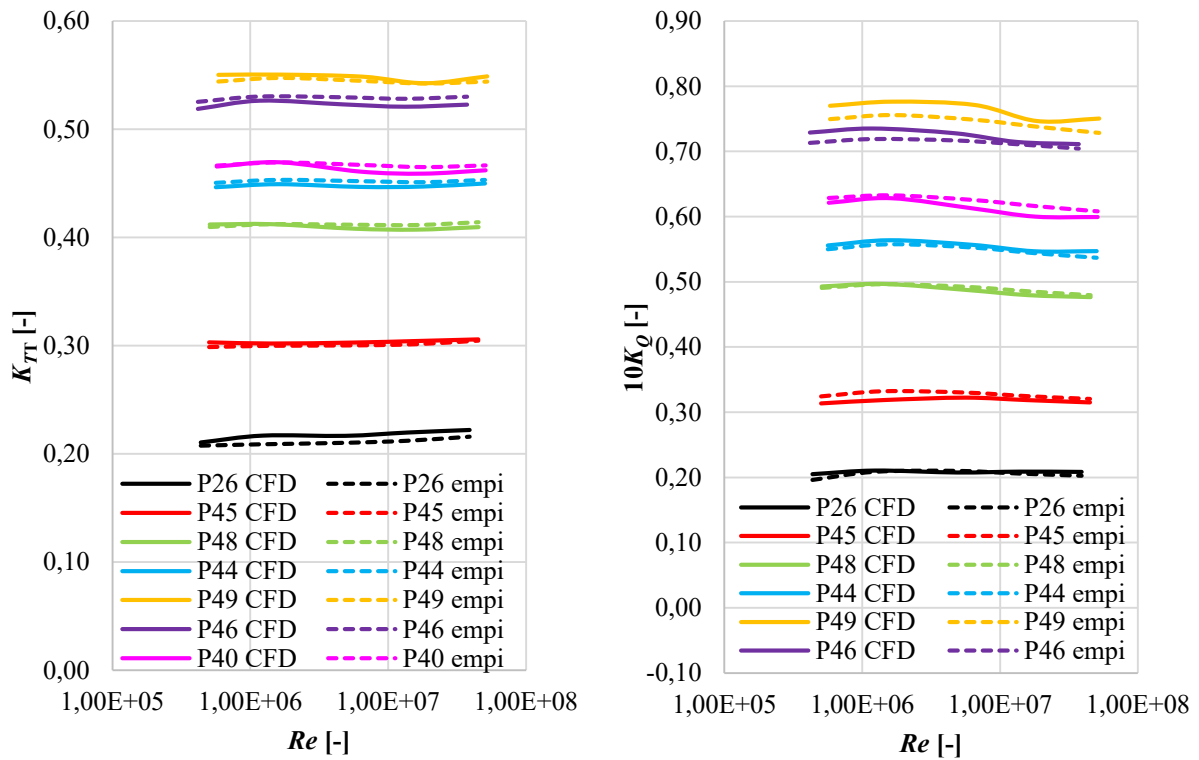 0,60
0,50
0,40
0,30
0,20
0,10
0,00
K_TT [-]
P26 CFD P26 empi
P45 CFD P45 empi
P48 CFD P48 empi
P44 CFD P44 empi
P49 CFD P49 empi
P46 CFD P46 empi
P40 CFD P40 empi
1,00E+05 1,00E+06 1,00E+07 1,00E+08
Re [-]
0,90
0,80
0,70
0,60
0,50
0,40
0,30
0,20
0,10
0,00
-0,10
10K_Q [-]
P26 CFD P26 empi
P45 CFD P45 empi
P48 CFD P48 empi
P44 CFD P44 empi
P49 CFD P49 empi
P46 CFD P46 empi
1,00E+05 1,00E+06 1,00E+07 1,00E+08
Re [-]